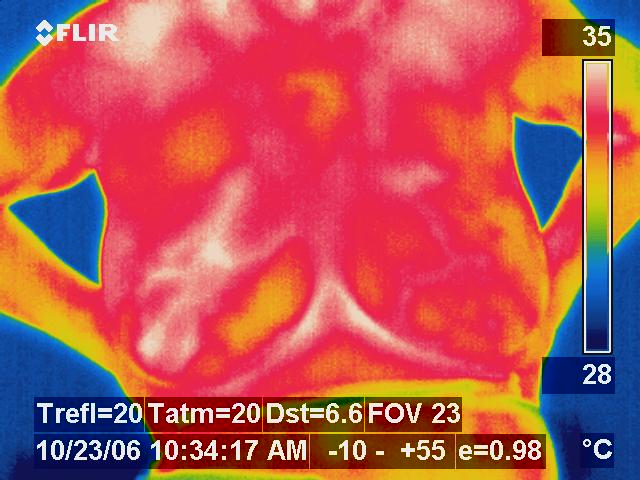 FLIR
35
28
Trefl=20 Tatm=20 Dst=6.6 FOV 23
10/23/06 10:34:17 AM -10 - +55 e=0.98 °C